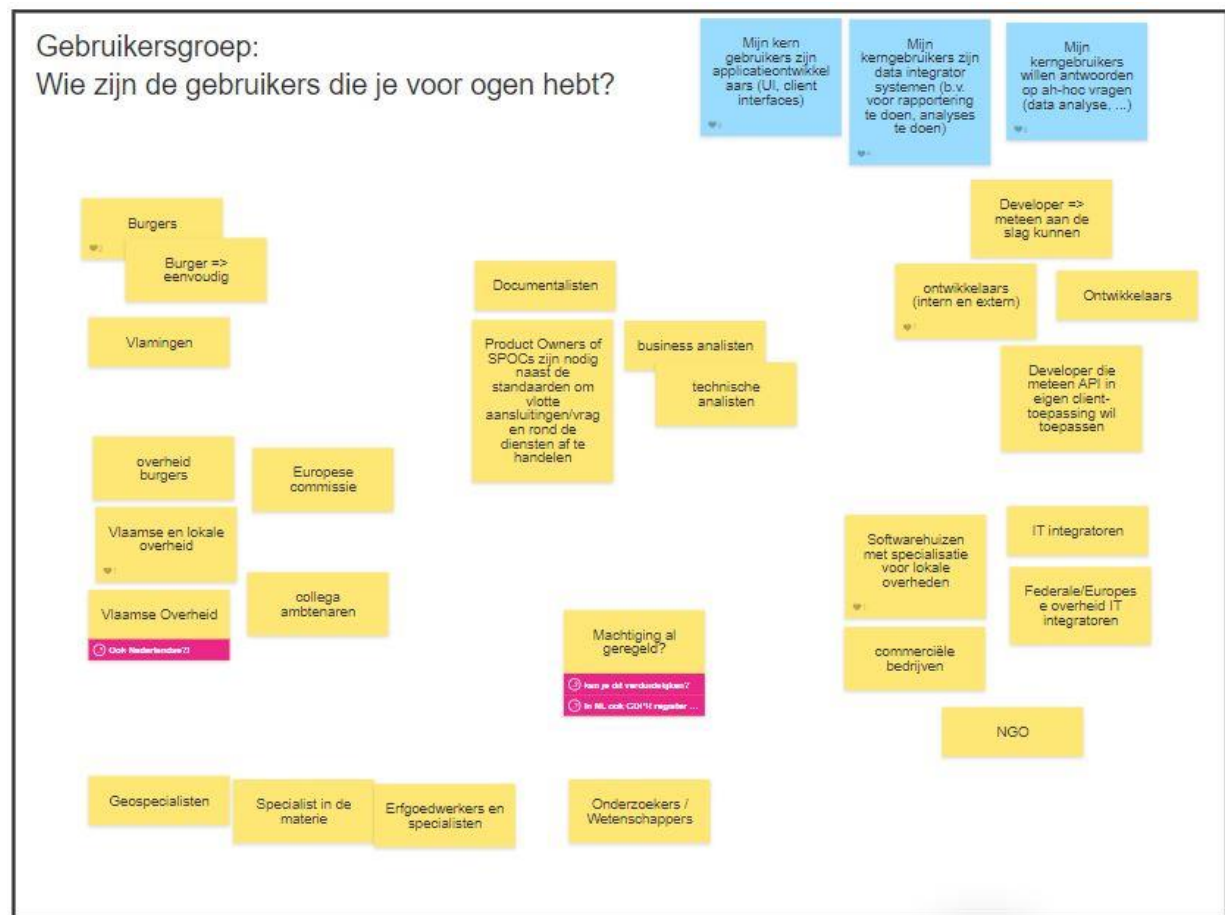 Gebruikersgroep:
Wie zijn de gebruikers die je voor ogen hebt?
Mijn kern
gebruikers zijn
applicatieontwikkel
aars (UI, client
interfaces)
Mijn
kerngebruikers zijn
data integrator
systemen (b.v.
voor rapportering
te doen, analyses
te doen)
Mijn
kerngebruikers
willen antwoorden
op ah-hoc vragen
(data analyse, ...)
Burgers
Burger =>
eenvoudig
Vlamingen
Documentalisten
Product Owners of
SPOCs zijn nodig
naast de
standaarden om
vlotte
aansluitingen/vrag
en rond de
diensten af te
handelen
business analisten
technische
analisten
Developer =>
meteen aan de
slag kunnen
ontwikkelaars
(intern en extern)
Ontwikkelaars
Developer die
meteen API in
eigen client-
toepassing wil
toepassen
overheid
burgers
Europese
commissie
Vlaamse en lokale
overheid
Vlaamse Overheid
Ook Nederlandse?!
collega
ambtenaren
Machtiging al
geregeld?
kan je dit verduidelijken?
In NL ook GDPR register ...
Softwarehuizen
met specialisatie
voor lokale
overheden
IT integratoren
Federale/Europes
e overheid IT
integratoren
commerciële
bedrijven
NGO
Geospecialisten
Specialist in de
materie
Erfgoedwerkers en
specialisten
Onderzoekers /
Wetenschappers